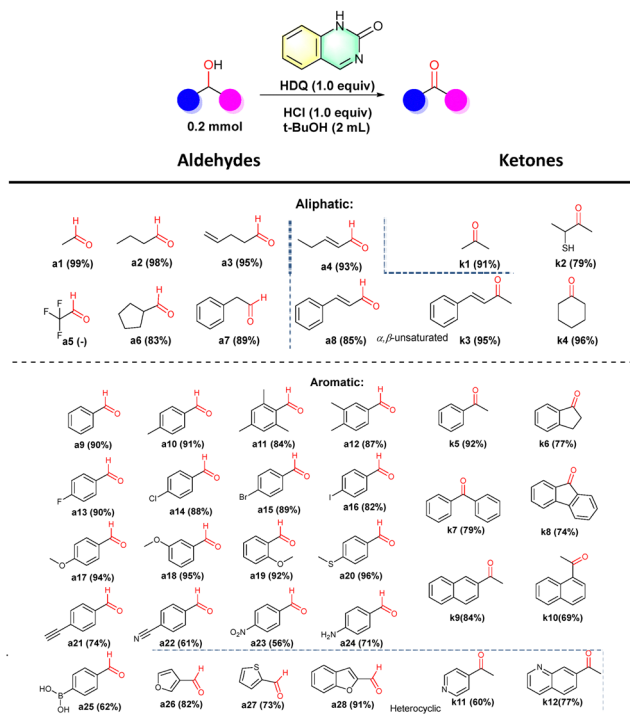 OH
H
N
O
N
O
HDQ (1.0 equiv)
HCl (1.0 equiv)
t-BuOH (2 mL)
0.2 mmol
Aldehydes Ketones
Aliphatic:
H O H O H O H O O O SH
a1 (99%) a2 (98%) a3 (95%) a4 (93%) k1 (91%) k2 (79%)
F F F H O H O H O H O O O
a5 (-) a6 (83%) a7 (89%) a8 (85%) α,β-unsaturated k3 (95%) k4 (96%)
Aromatic:
H O H O H O H O O O
a9 (90%) a10 (91%) a11 (84%) a12 (87%) k5 (92%) k6 (77%)
F H O Cl H O Br H O I H O O O
a13 (90%) a14 (88%) a15 (89%) a16 (82%) k7 (79%) k8 (74%)
O H O O H O H O O S H O O O
a17 (94%) a18 (95%) a19 (92%) a20 (96%) k9(84%) k10(69%)
H O N H O NO₂ H O H₂N H O
a21 (74%) a22 (61%) a23 (56%) a24 (71%)
HO B OH H O O H O S H O O H O N O N O
a25 (62%) a26 (82%) a27 (73%) a28 (91%) Heterocyclic k11 (60%) k12(77%)